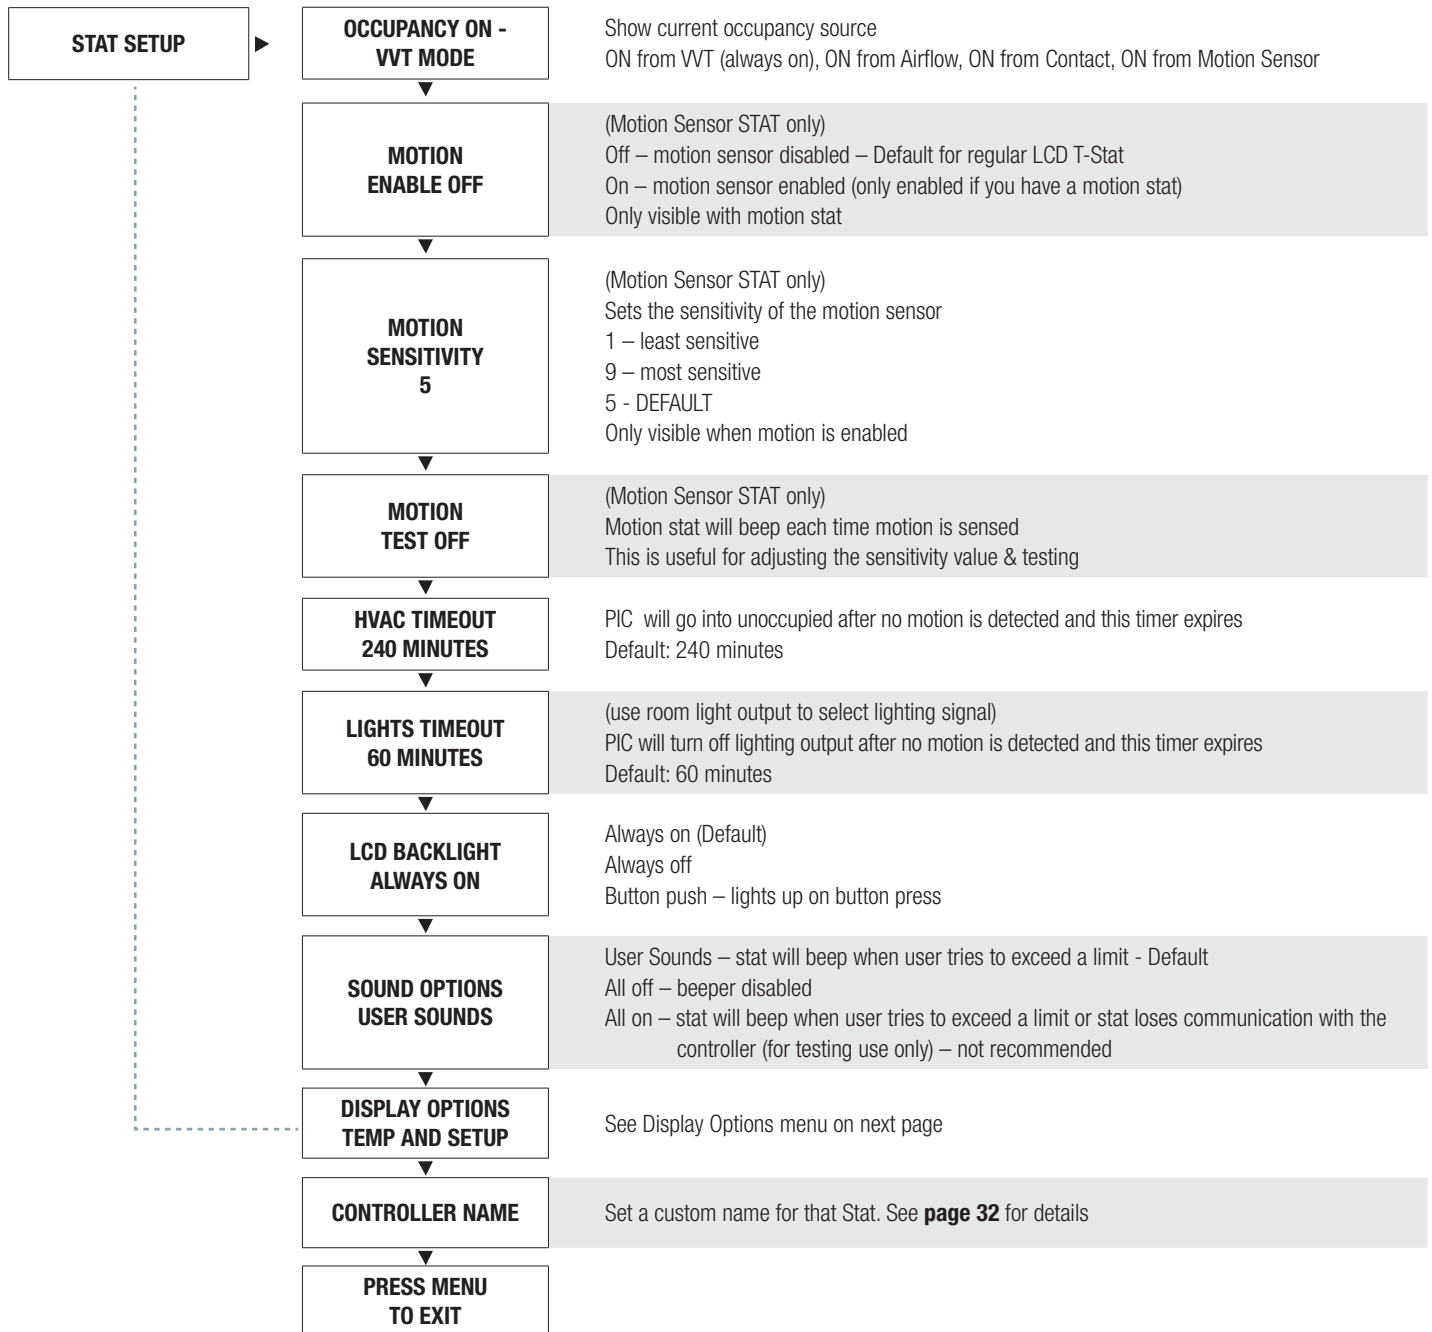 STAT SETUP
OCCUPANCY ON -
VVT MODE
Show current occupancy source
ON from VVT (always on), ON from Airflow, ON from Contact, ON from Motion Sensor
MOTION
ENABLE OFF
(Motion Sensor STAT only)
Off – motion sensor disabled – Default for regular LCD T-Stat
On – motion sensor enabled (only enabled if you have a motion stat)
Only visible with motion stat
MOTION
SENSITIVITY
5
(Motion Sensor STAT only)
Sets the sensitivity of the motion sensor
1 – least sensitive
9 – most sensitive
5 - DEFAULT
Only visible when motion is enabled
MOTION
TEST OFF
(Motion Sensor STAT only)
Motion stat will beep each time motion is sensed
This is useful for adjusting the sensitivity value & testing
HVAC TIMEOUT
240 MINUTES
PIC will go into unoccupied after no motion is detected and this timer expires
Default: 240 minutes
LIGHTS TIMEOUT
60 MINUTES
(use room light output to select lighting signal)
PIC will turn off lighting output after no motion is detected and this timer expires
Default: 60 minutes
LCD BACKLIGHT
ALWAYS ON
Always on (Default)
Always off
Button push – lights up on button press
SOUND OPTIONS
USER SOUNDS
User Sounds – stat will beep when user tries to exceed a limit - Default
All off – beeper disabled
All on – stat will beep when user tries to exceed a limit or stat loses communication with the
controller (for testing use only) – not recommended
DISPLAY OPTIONS
TEMP AND SETUP
See Display Options menu on next page
CONTROLLER NAME
Set a custom name for that Stat. See page 32 for details
PRESS MENU
TO EXIT